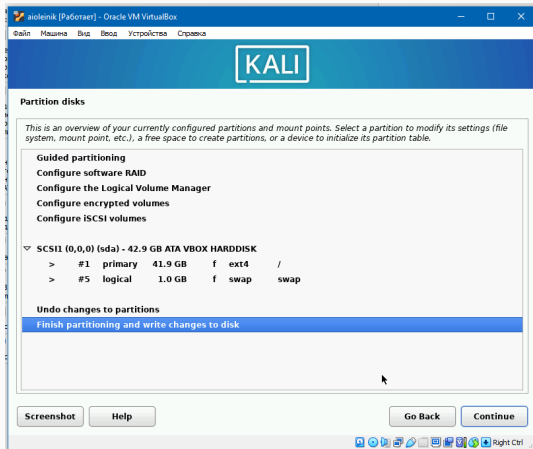 aioleinik [Работает] - Oracle VM VirtualBox
Файл Машина Вид Ввод Устройства Справка
KALI
Partition disks
This is an overview of your currently configured partitions and mount points. Select a partition to modify its settings (file
system, mount point, etc.), a free space to create partitions, or a device to initialize its partition table.
Guided partitioning
Configure software RAID
Configure the Logical Volume Manager
Configure encrypted volumes
Configure iSCSI volumes
SCSI1 (0,0,0) (sda) - 42.9 GB ATA VBOX HARDDISK
> #1 primary 41.9 GB f ext4 /
> #5 logical 1.0 GB f swap swap
Undo changes to partitions
Finish partitioning and write changes to disk
Screenshot Help Go Back Continue
Right Ctrl